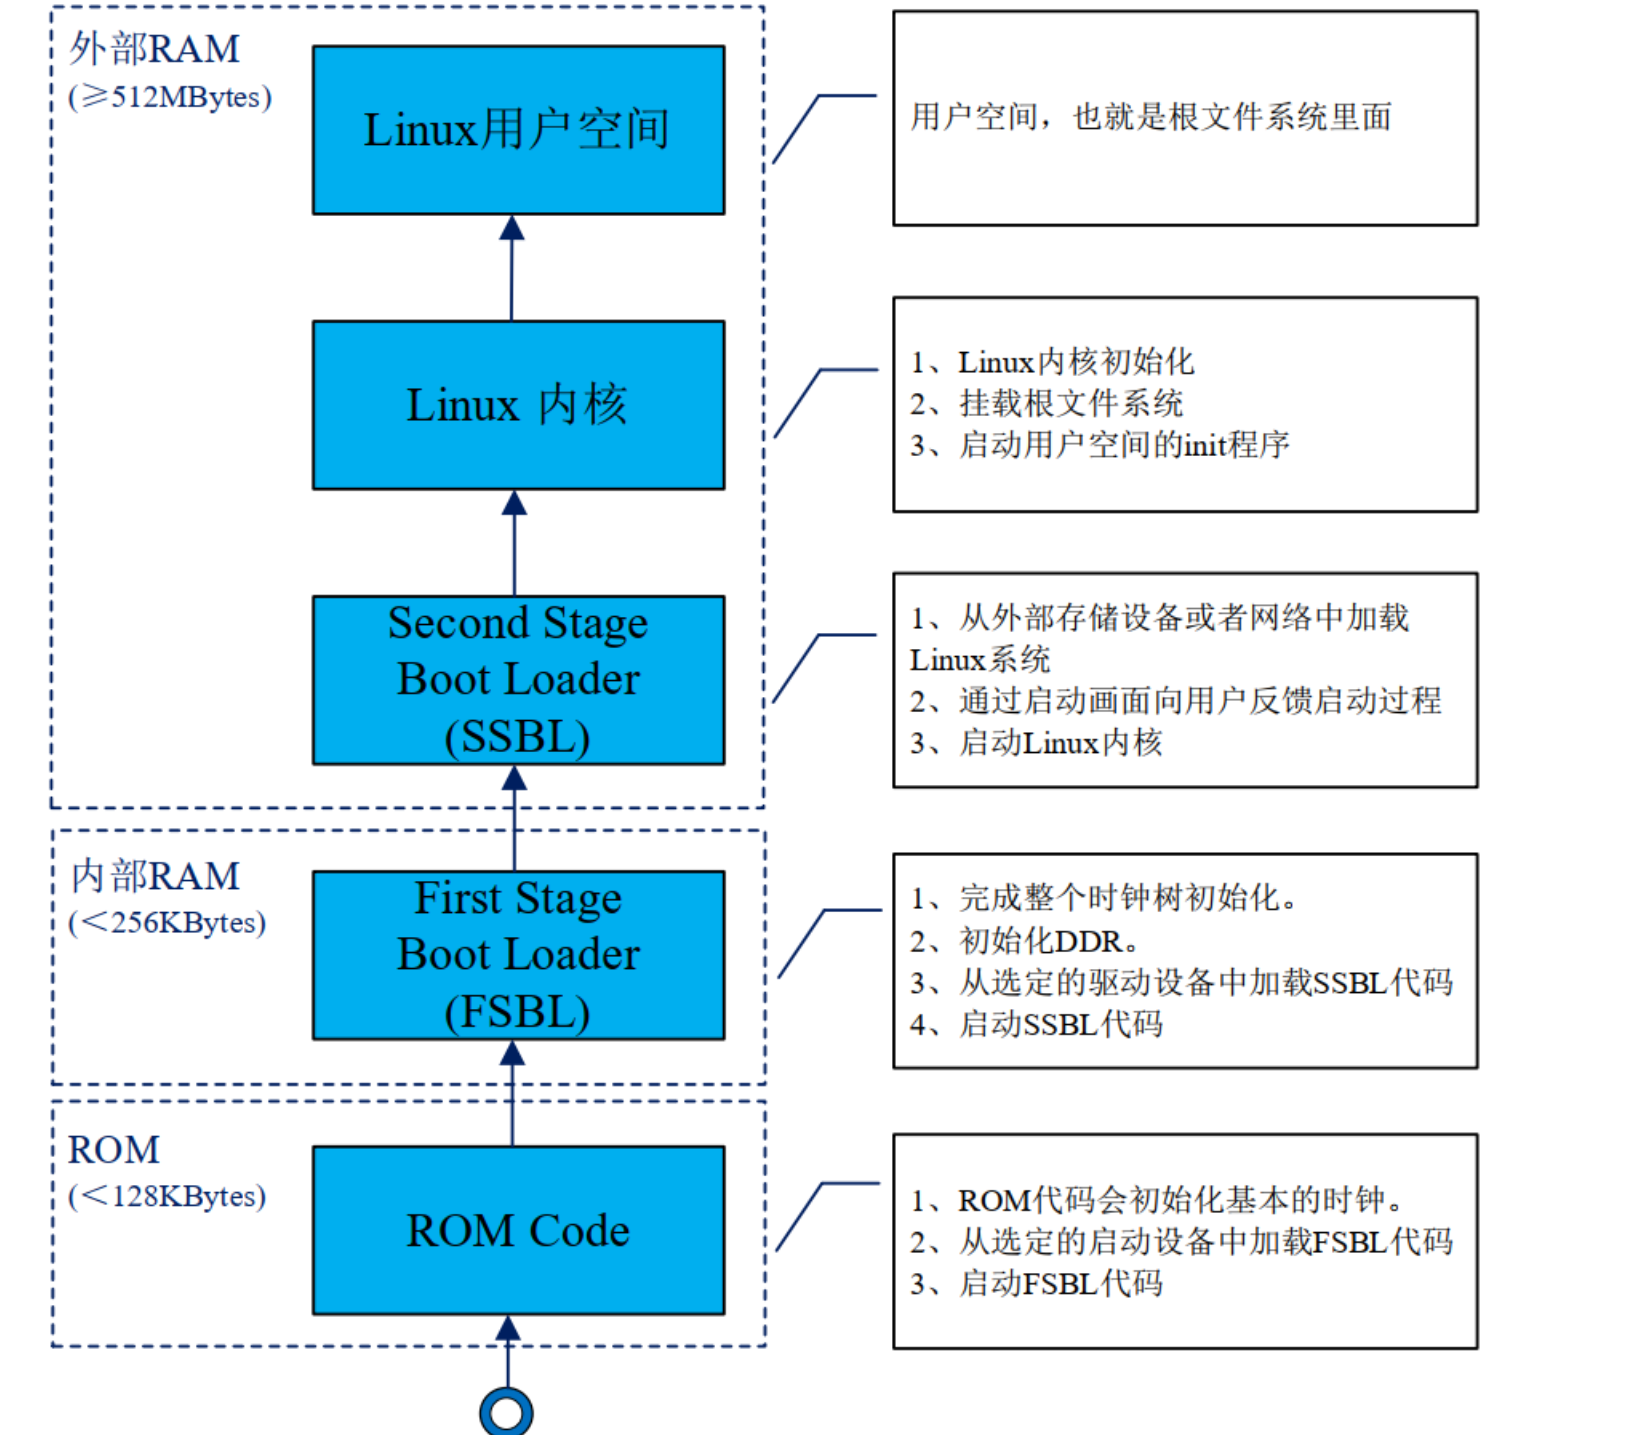 外部RAM
(≥512MBytes)
Linux用户空间
用户空间，也就是根文件系统里面
Linux 内核
1、Linux内核初始化
2、挂载根文件系统
3、启动用户空间的init程序
Second Stage
Boot Loader
(SSBL)
1、从外部存储设备或者网络中加载
Linux系统
2、通过启动画面向用户反馈启动过程
3、启动Linux内核
内部RAM
(＜256KBytes)
First Stage
Boot Loader
(FSBL)
1、完成整个时钟树初始化。
2、初始化DDR。
3、从选定的驱动设备中加载SSBL代码
4、启动SSBL代码
ROM
(＜128KBytes)
ROM Code
1、ROM代码会初始化基本的时钟。
2、从选定的启动设备中加载FSBL代码
3、启动FSBL代码